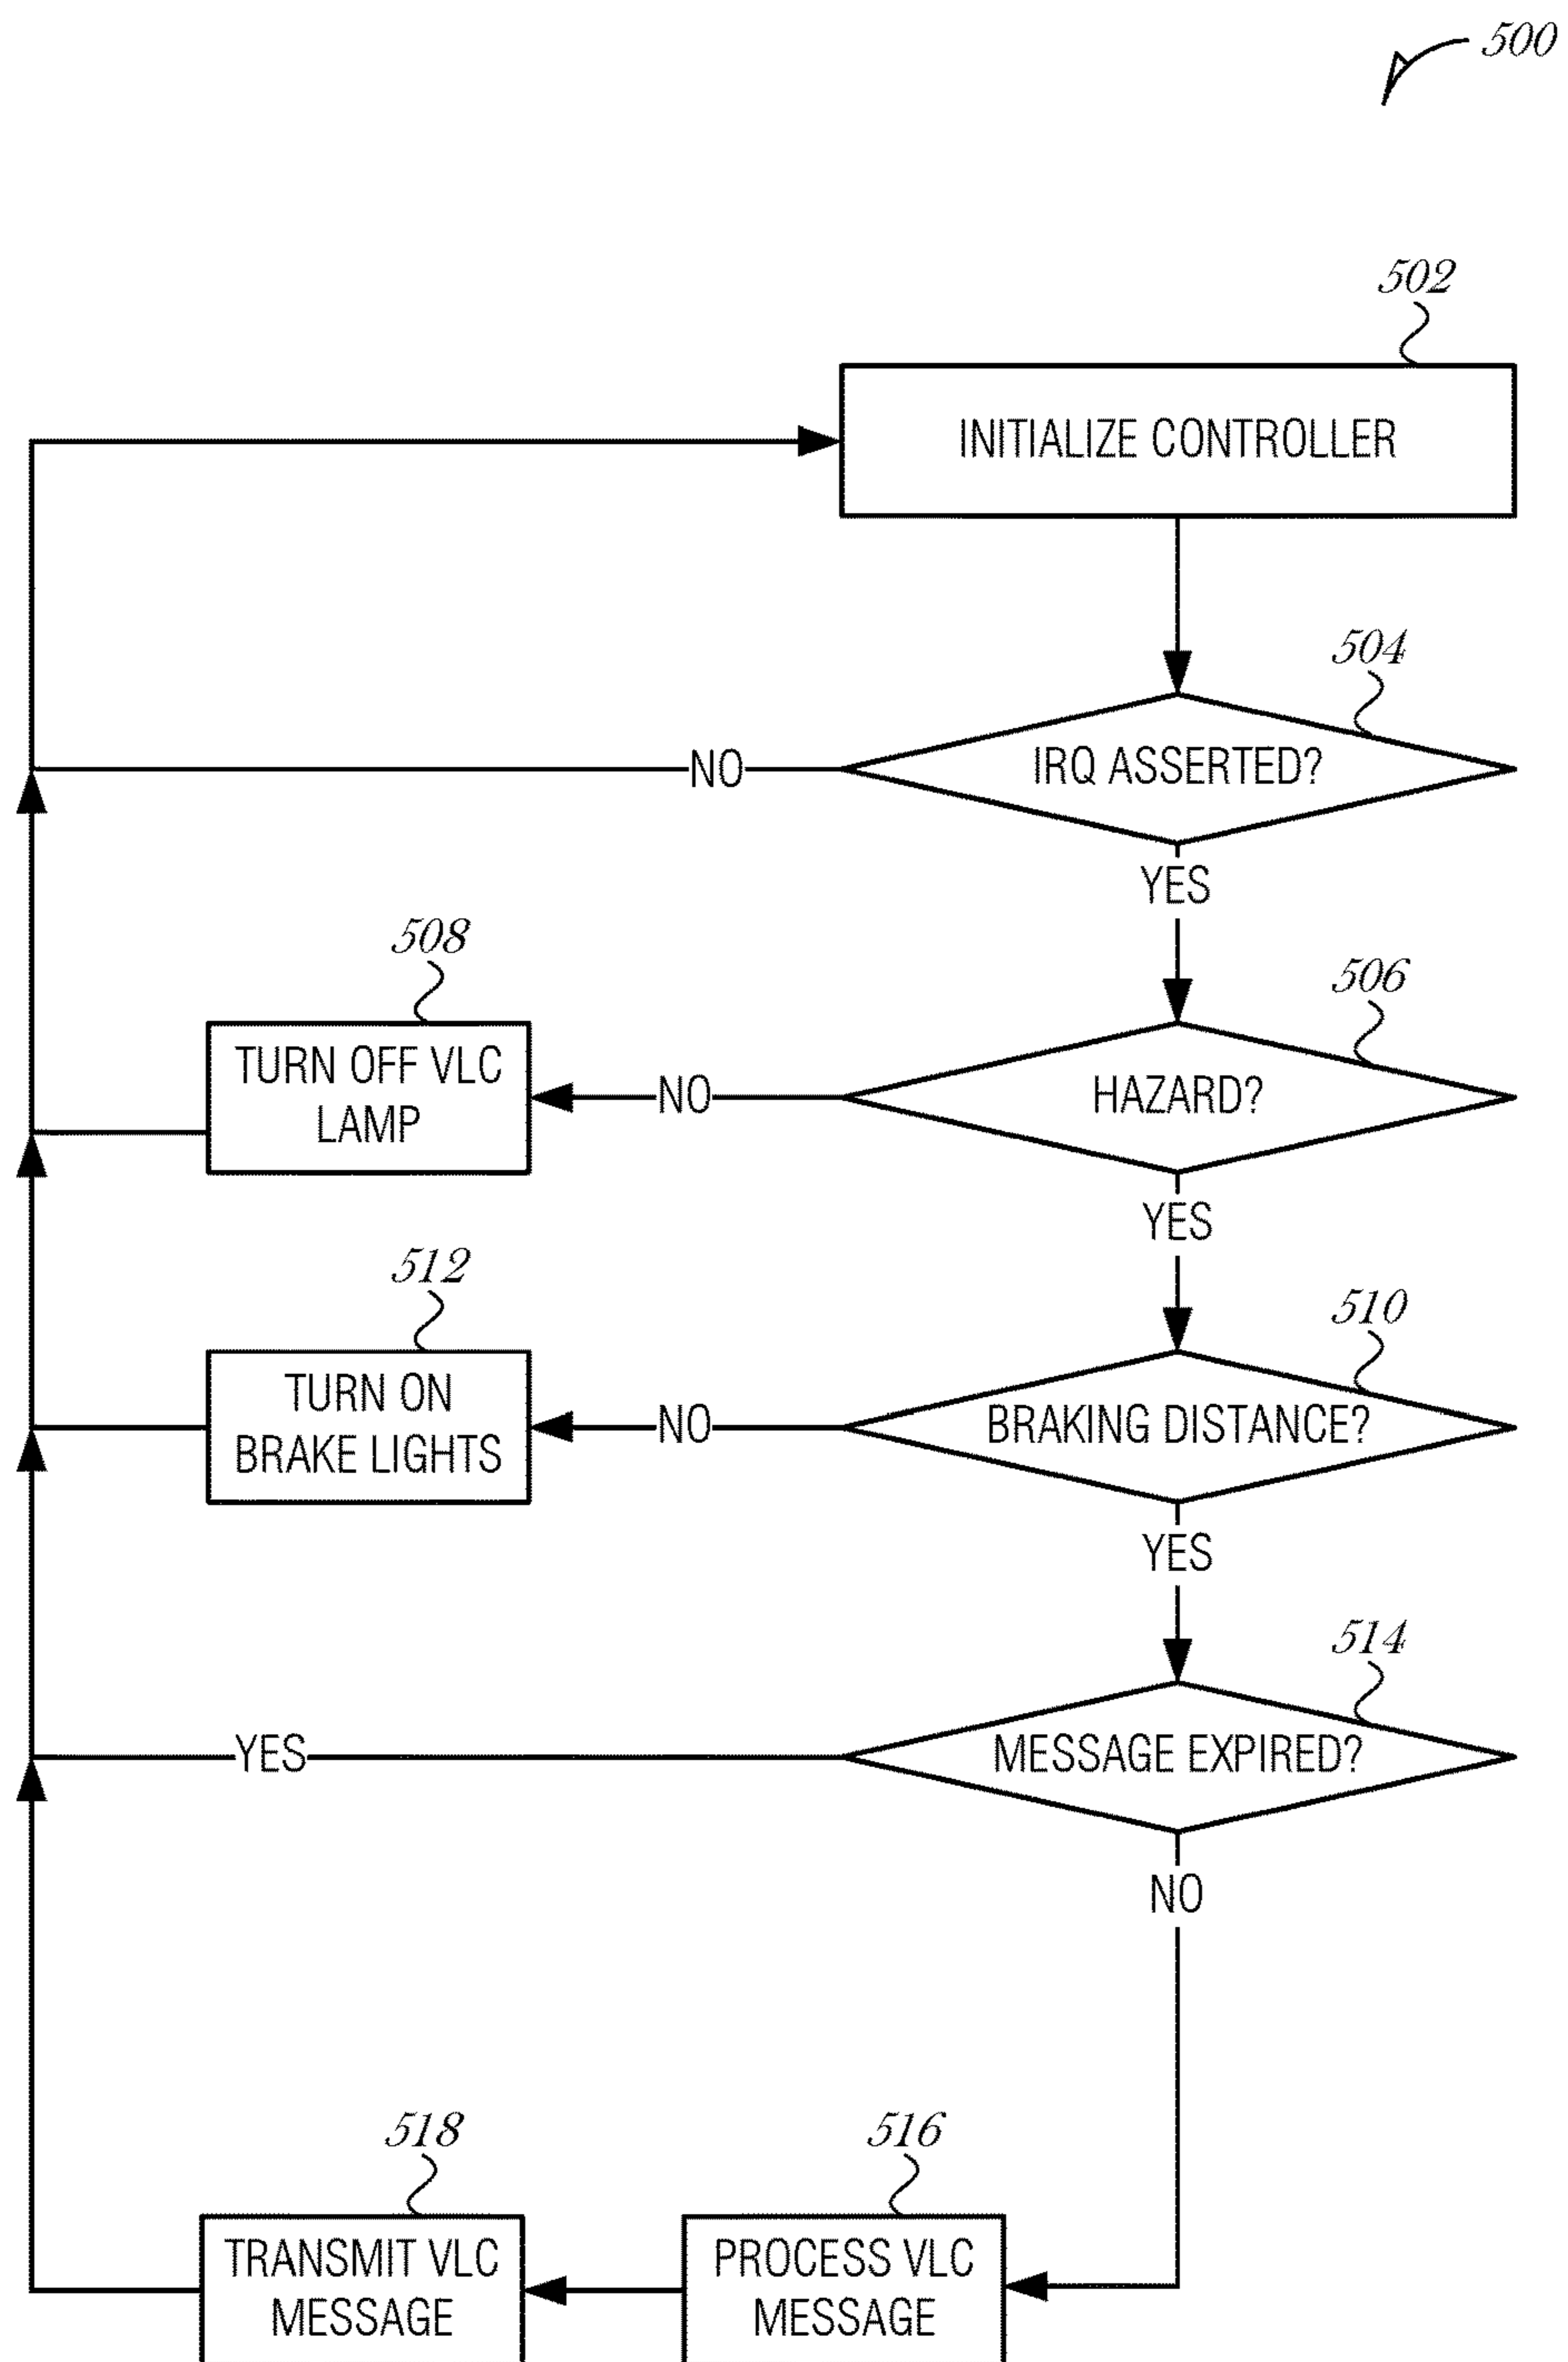 500
502
INITIALIZE CONTROLLER
504
IRQ ASSERTED?
NO
YES
508
506
TURN OFF VLC
LAMP
NO
HAZARD?
YES
512
510
TURN ON
BRAKE LIGHTS
NO
BRAKING DISTANCE?
YES
514
YES
MESSAGE EXPIRED?
NO
518
516
TRANSMIT VLC
MESSAGE
PROCESS VLC
MESSAGE